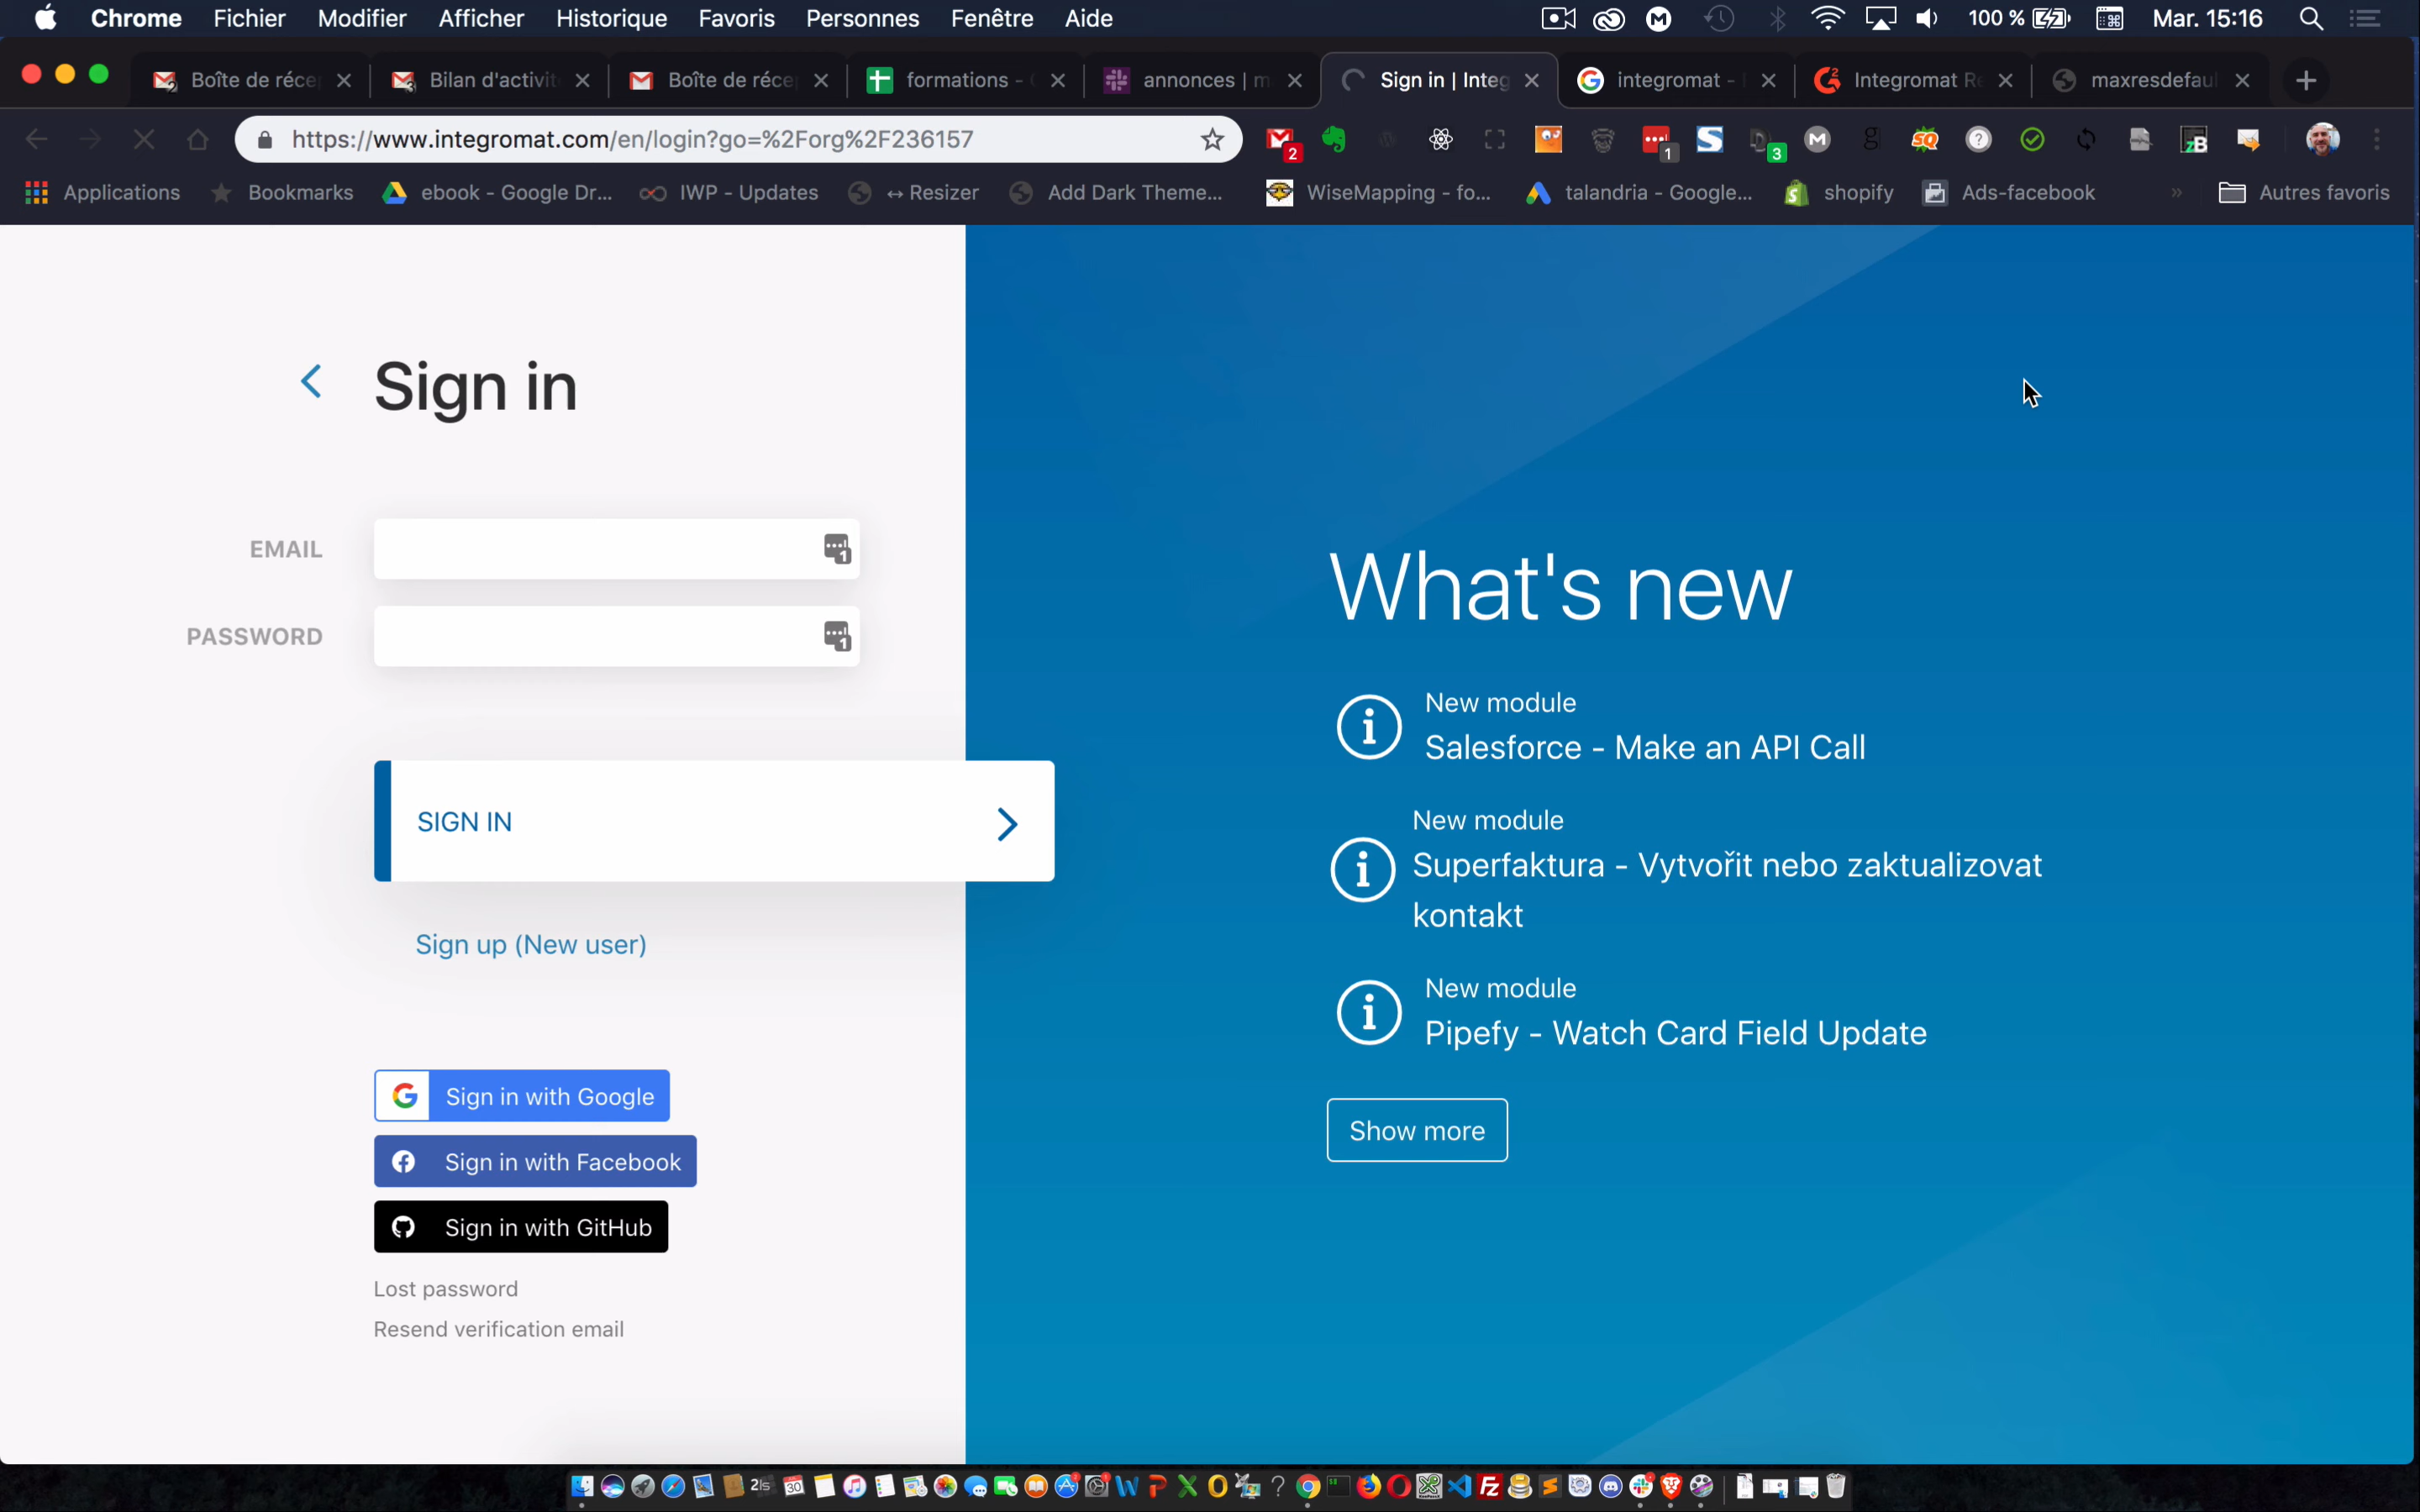 Chrome Fichier Modifier Afficher Historique Favoris Personnes Fenêtre Aide 100 % Mar. 15:16
Boîte de réce Bilan d'activit Boîte de réce formations - annonces | m Sign in | Integ integromat - Integromat Re maxresdefaul
https://www.integromat.com/en/login?go=%2Forg%2F236157
2 1 3
Applications Bookmarks ebook - Google Dr... IWP - Updates ↔ Resizer Add Dark Theme... WiseMapping - fo... talandria - Google... shopify Ads-facebook » Autres favoris
Sign in
EMAIL
PASSWORD
SIGN IN
Sign up (New user)
Sign in with Google
Sign in with Facebook
Sign in with GitHub
Lost password
Resend verification email
What's new
New module
Salesforce - Make an API Call
New module
Superfaktura - Vytvořit nebo zaktualizovat
kontakt
New module
Pipefy - Watch Card Field Update
Show more